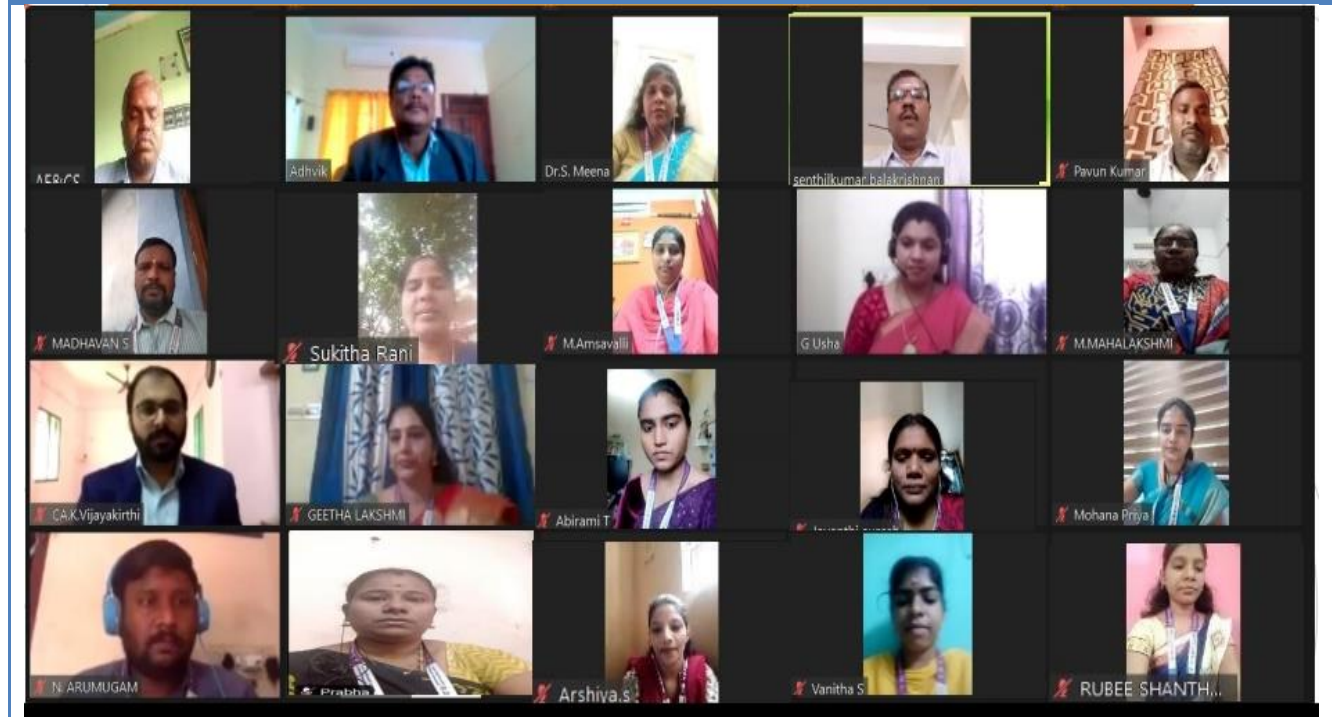 Adhvik
Dr.S. Meena
senthilkumar balakrishnan
Pavun Kumar
MADHAVAN S
Sukitha Rani
M.Amsavalli
G Usha
M.MAHALAKSHMI
CA.K.Vijayakirthi
GEETHA LAKSHMI
Abirami T
Mohana Priya
N. ARUMUGAM
Prabha
Arshiya.s
Vanitha S
RUBEE SHANTH...